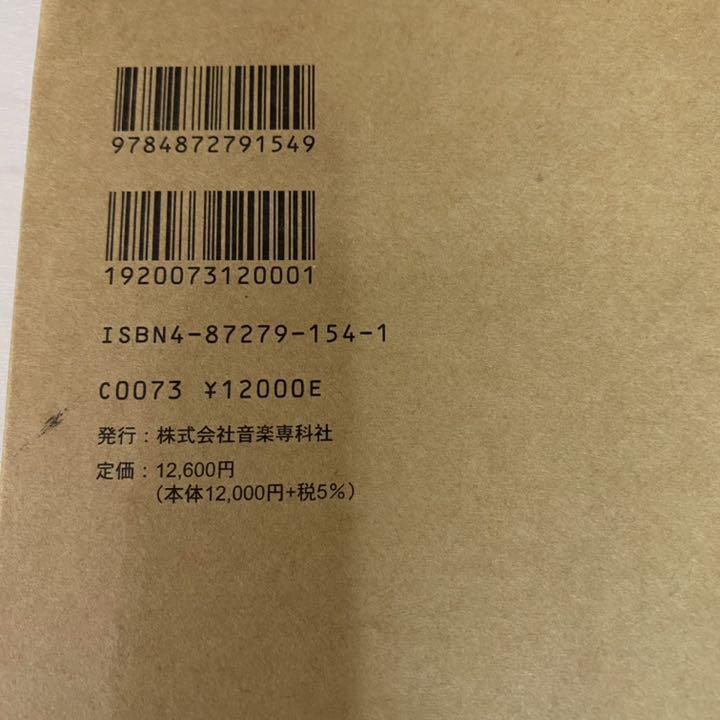 9784872791549
1920073120001
ISBN4-87279-154-1
C0073 ¥12000E
発行：株式会社音楽専科社
定価：12,600円
（本体12,000円+税5%）